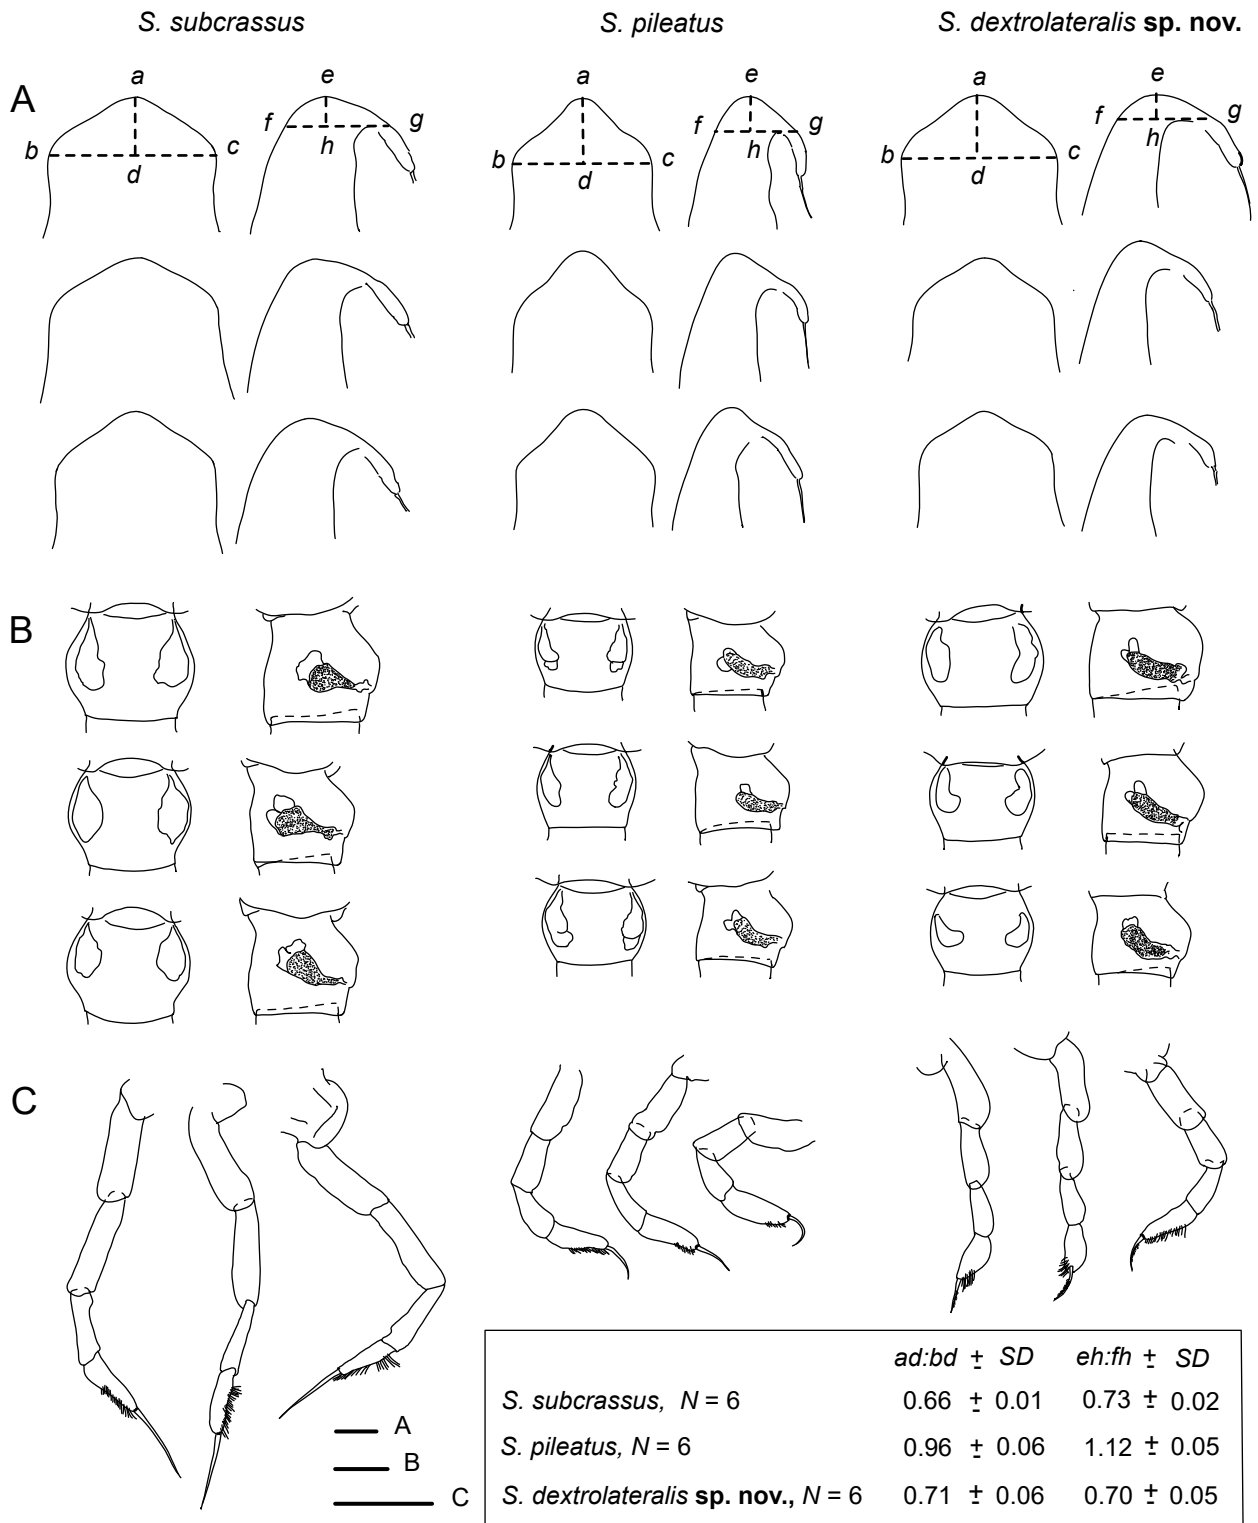 S. subcrassus S. pileatus S. dextrolateralis sp. nov.
A
a e a e a e
f g f g f g
b d c h b d c h b d c h
B
C
A
B
C
ad:bd ± SD eh:fh ± SD
S. subcrassus, N = 6 0.66 ± 0.01 0.73 ± 0.02
S. pileatus, N = 6 0.96 ± 0.06 1.12 ± 0.05
S. dextrolateralis sp. nov., N = 6 0.71 ± 0.06 0.70 ± 0.05